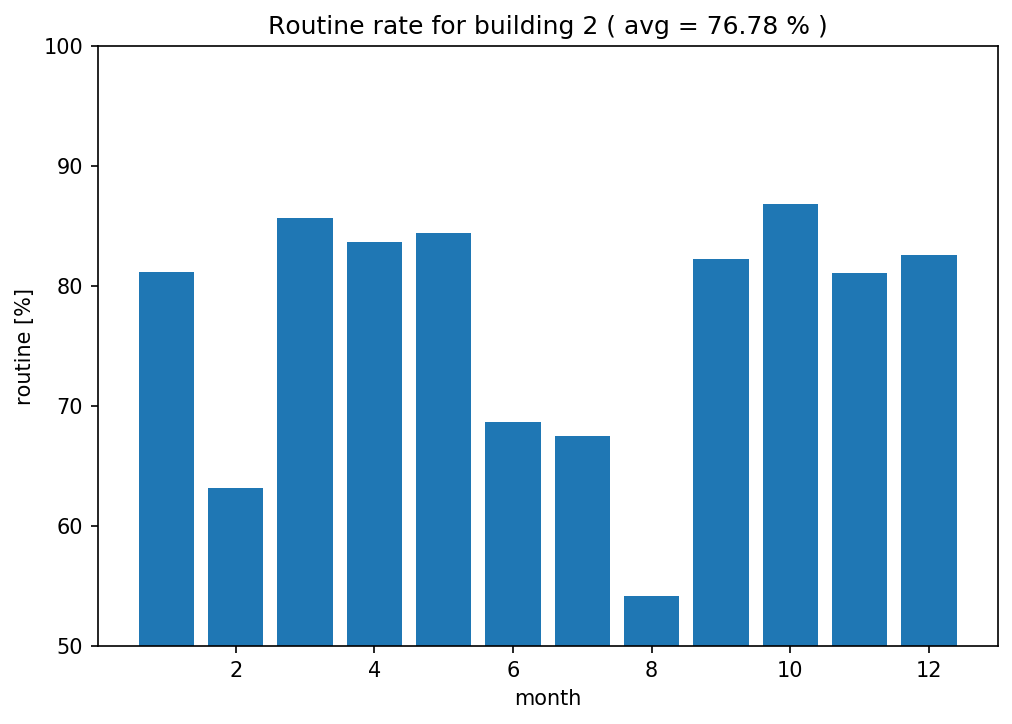 Routine rate for building 2 ( avg = 76.78 % )
100
90
80
70
60
50
routine [%]
2 4 6 8 10 12
month